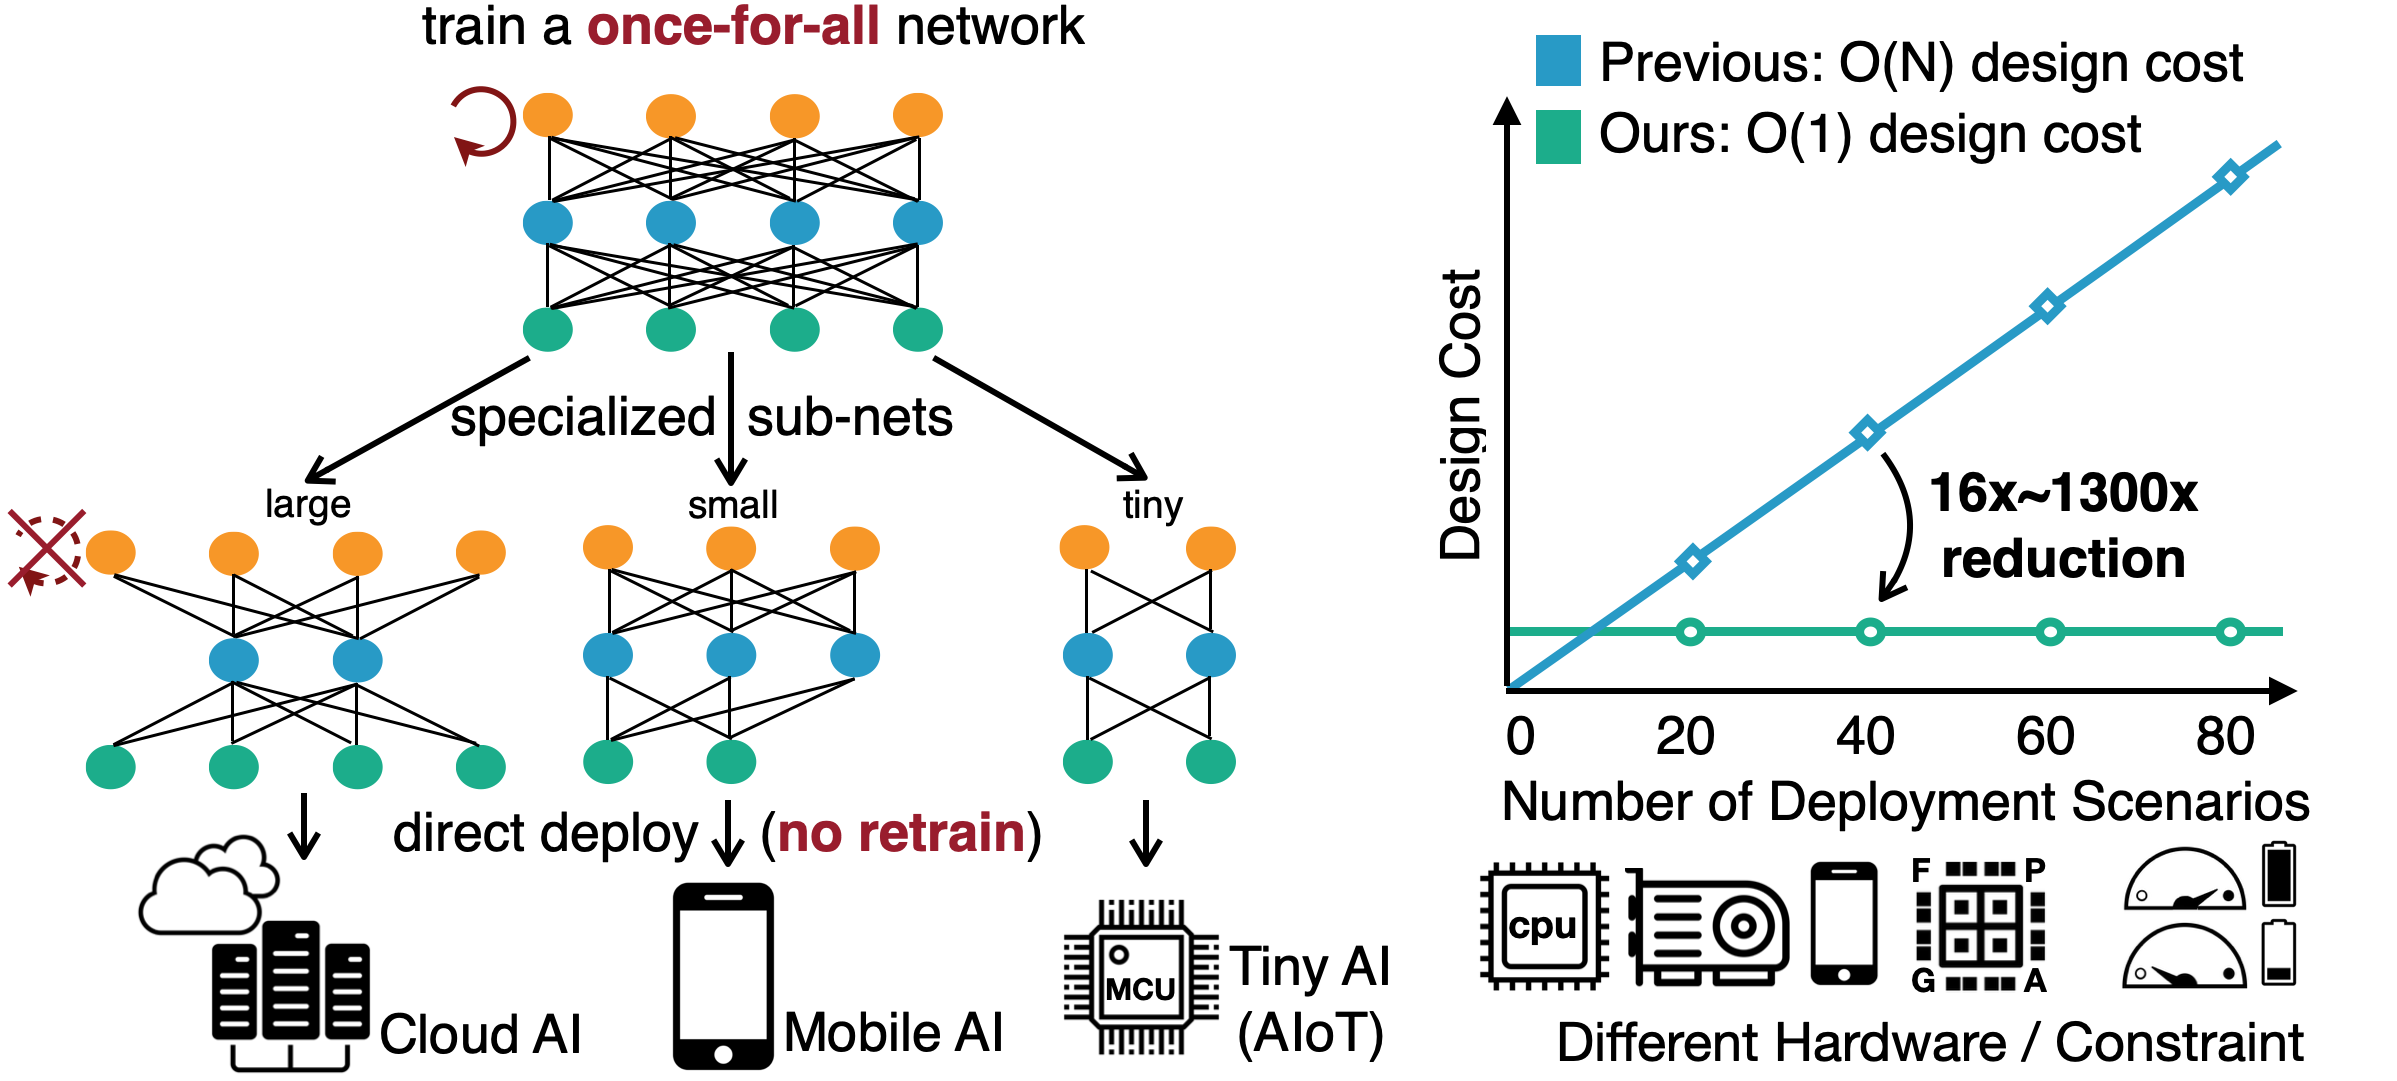 train a once-for-all network
specialized sub-nets
large
small
tiny
direct deploy (no retrain)
Cloud AI
Mobile AI
MCU
Tiny AI
(AIoT)
Previous: O(N) design cost
Ours: O(1) design cost
Design Cost
16x~1300x
reduction
0 20 40 60 80
Number of Deployment Scenarios
cpu
F P
G A
Different Hardware / Constraint